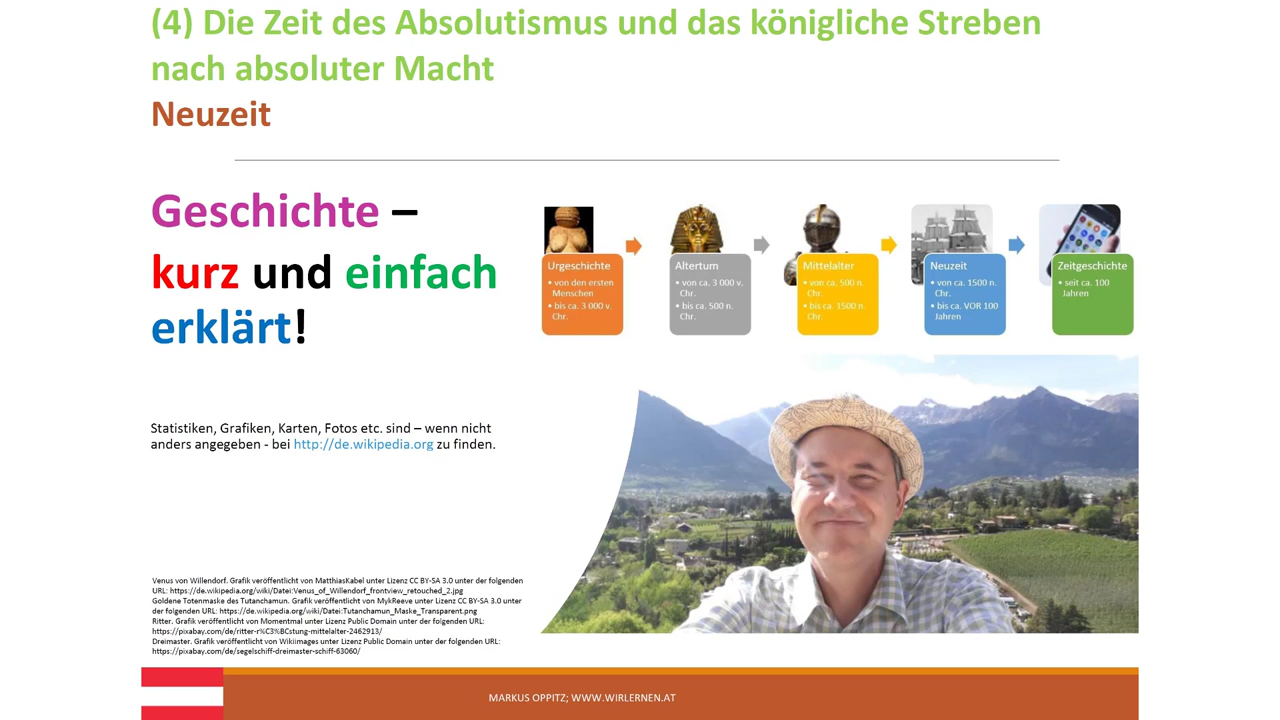 (4) Die Zeit des Absolutismus und das königliche Streben
nach absoluter Macht
Neuzeit
Geschichte –
kurz und einfach
erklärt!
Urgeschichte
• von den ersten
Menschen
• bis ca. 3 000 v.
Chr.
Altertum
• von ca. 3 000 v.
Chr.
• bis ca. 500 n.
Chr.
Mittelalter
• von ca. 500 n.
Chr.
• bis ca. 1500 n.
Chr.
Neuzeit
• von ca. 1500 n.
Chr.
• bis ca. VOR 100
Jahren
Zeitgeschichte
• seit ca. 100
Jahren
Statistiken, Grafiken, Karten, Fotos etc. sind – wenn nicht
anders angegeben - bei http://de.wikipedia.org zu finden.
Venus von Willendorf. Grafik veröffentlicht von MatthiasKabel unter Lizenz CC BY-SA 3.0 unter der folgenden
URL: https://de.wikipedia.org/wiki/Datei:Venus_of_Willendorf_frontview_retouched_2.jpg
Goldene Totenmaske des Tutanchamun. Grafik veröffentlicht von MykReeve unter Lizenz CC BY-SA 3.0 unter
der folgenden URL: https://de.wikipedia.org/wiki/Datei:Tutanchamun_Maske_Transparent.png
Ritter. Grafik veröffentlicht von Momentmal unter Lizenz Public Domain unter der folgenden URL:
https://pixabay.com/de/ritter-r%C3%BCstung-mittelalter-2462913/
Dreimaster. Grafik veröffentlicht von Wikiimages unter Lizenz Public Domain unter der folgenden URL:
https://pixabay.com/de/segelschiff-dreimaster-schiff-63060/
MARKUS OPPITZ; WWW.WIRLERNEN.AT